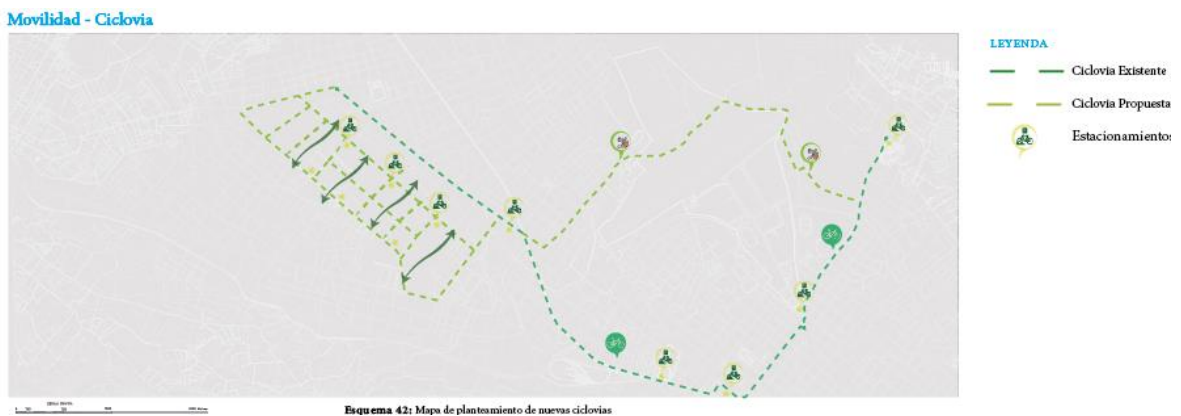 Movilidad - Ciclovia
LEYENDA
Ciclovia Existente
Ciclovia Propuesta
Estacionamientos
Esquema 42: Mapa de planteamiento de nuevas ciclovias